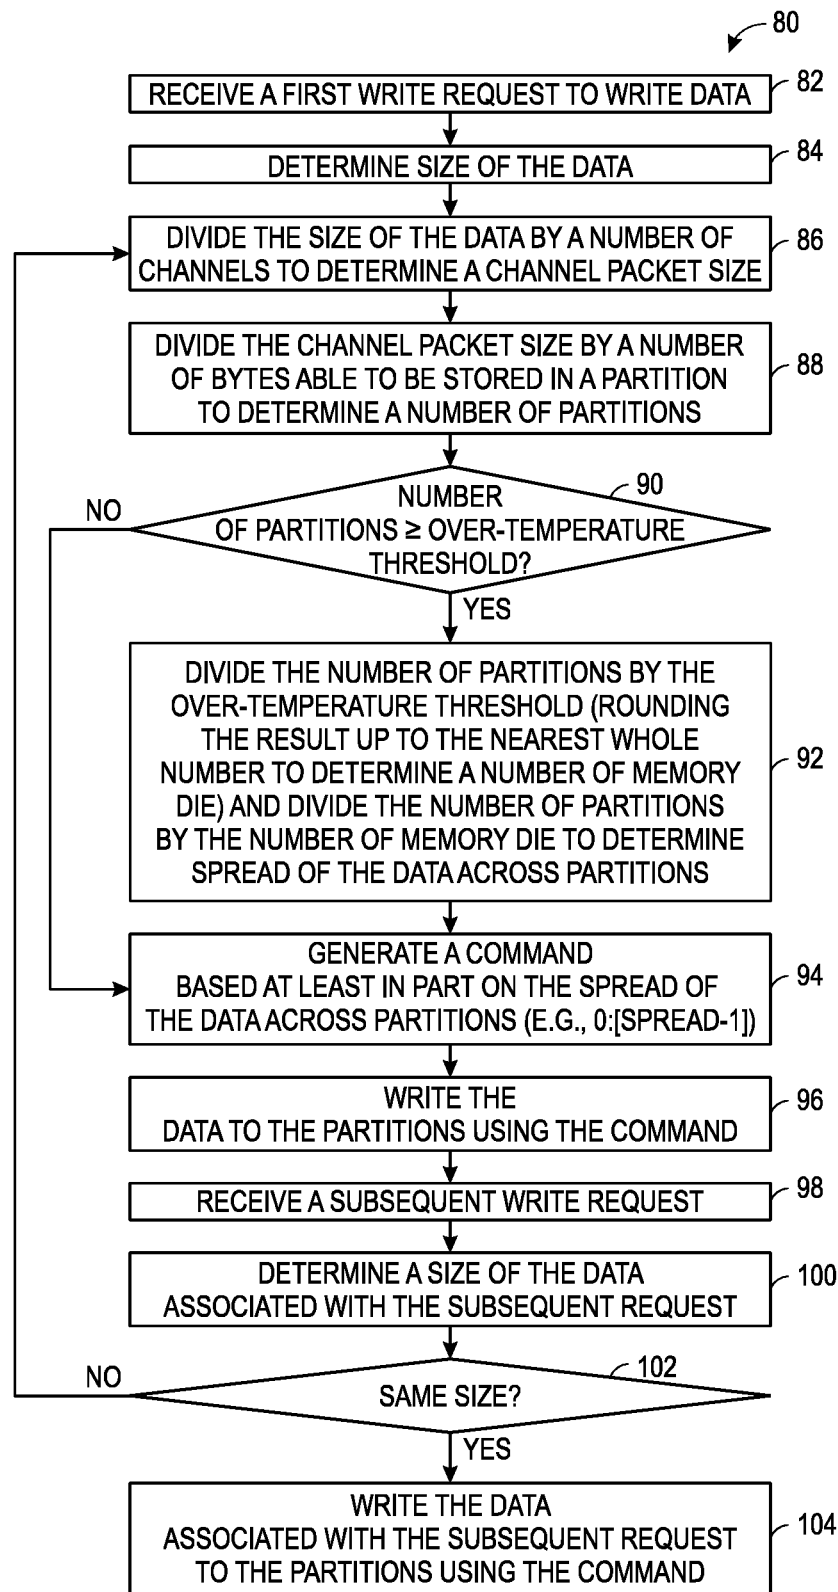 80
RECEIVE A FIRST WRITE REQUEST TO WRITE DATA
82
DETERMINE SIZE OF THE DATA
84
DIVIDE THE SIZE OF THE DATA BY A NUMBER OF
CHANNELS TO DETERMINE A CHANNEL PACKET SIZE
86
DIVIDE THE CHANNEL PACKET SIZE BY A NUMBER
OF BYTES ABLE TO BE STORED IN A PARTITION
TO DETERMINE A NUMBER OF PARTITIONS
88
90
NO
NUMBER
OF PARTITIONS ≥ OVER-TEMPERATURE
THRESHOLD?
YES
DIVIDE THE NUMBER OF PARTITIONS BY THE
OVER-TEMPERATURE THRESHOLD (ROUNDING
THE RESULT UP TO THE NEAREST WHOLE
NUMBER TO DETERMINE A NUMBER OF MEMORY
DIE) AND DIVIDE THE NUMBER OF PARTITIONS
BY THE NUMBER OF MEMORY DIE TO DETERMINE
SPREAD OF THE DATA ACROSS PARTITIONS
92
GENERATE A COMMAND
BASED AT LEAST IN PART ON THE SPREAD OF
THE DATA ACROSS PARTITIONS (E.G., 0:[SPREAD-1])
94
WRITE THE
DATA TO THE PARTITIONS USING THE COMMAND
96
RECEIVE A SUBSEQUENT WRITE REQUEST
98
DETERMINE A SIZE OF THE DATA
ASSOCIATED WITH THE SUBSEQUENT REQUEST
100
102
NO
SAME SIZE?
YES
WRITE THE DATA
ASSOCIATED WITH THE SUBSEQUENT REQUEST
TO THE PARTITIONS USING THE COMMAND
104